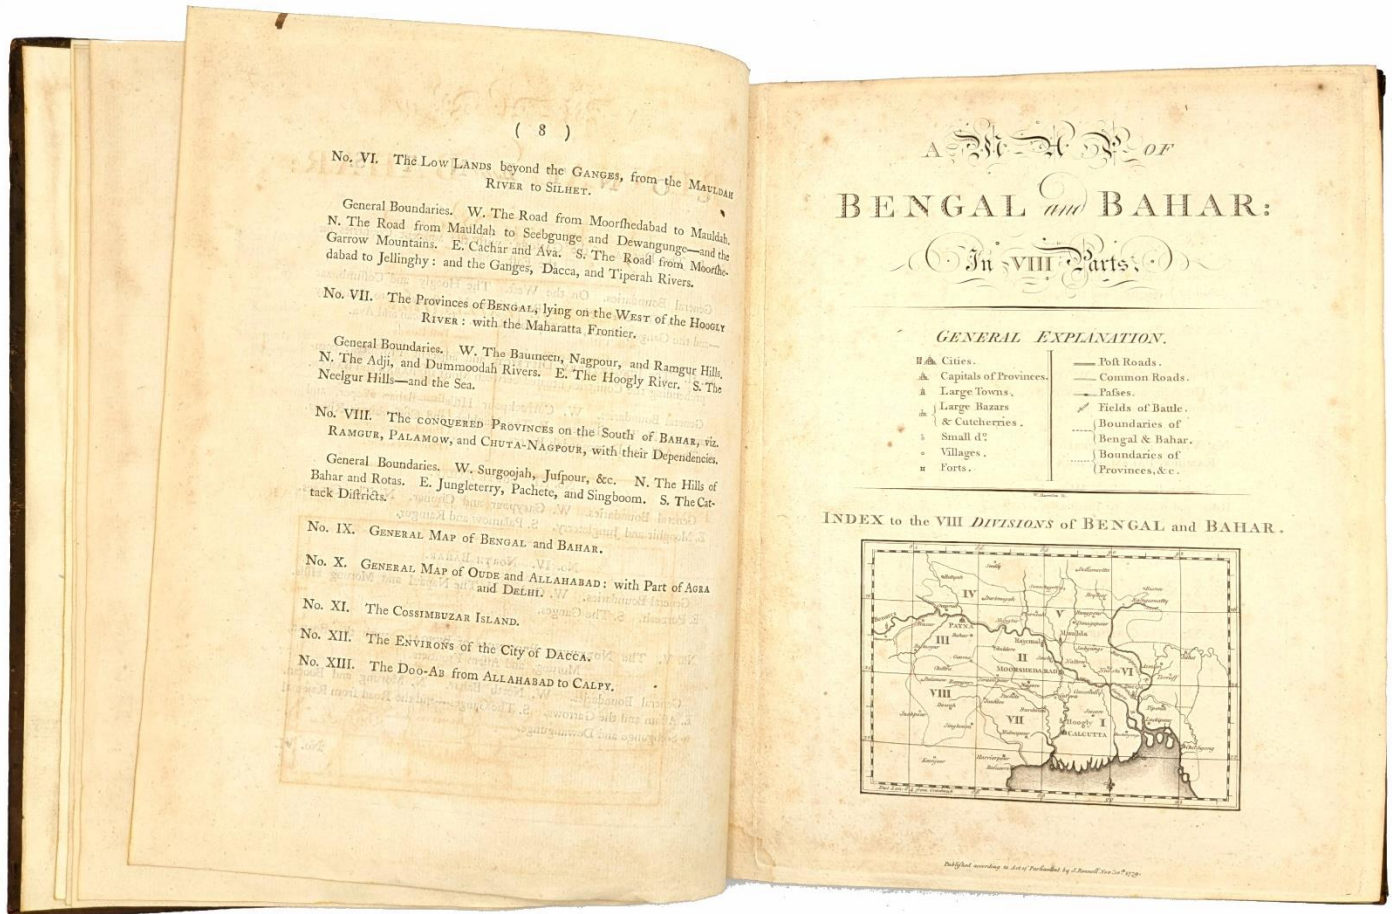 ( 8 )
No. VI. The Low Lands beyond the Ganges, from the Mauldah
River to Silhet.
General Boundaries. W. The Road from Moorſhedabad to Mauldah.
N. The Road from Mauldah to Seebgunge and Dewangunge—and the
Garrow Mountains. E. Cachar and Ava. S. The Road from Moorſhe-
dabad to Jellinghy: and the Ganges, Dacca, and Tiperah Rivers.
No. VII. The Provinces of Bengal, lying on the West of the Hoogly
River: with the Maharatta Frontier.
General Boundaries. W. The Baumeen, Nagpour, and Ramgur Hills.
N. The Adji, and Dummoodah Rivers. E. The Hoogly River. S. The
Neelgur Hills—and the Sea.
No. VIII. The conquered Provinces on the South of Bahar, viz.
Ramgur, Palamow, and Chuta-Nagpour, with their Dependencies.
General Boundaries. W. Surgoojah, Juſpour, &c. N. The Hills of
Bahar and Rotas. E. Jungleterry, Pachete, and Singboom. S. The Cat-
tack Diſtricts.
No. IX. General Map of Bengal and Bahar.
No. X. General Map of Oude and Allahabad: with Part of Agra
and Delhi.
No. XI. The Cossimbuzar Island.
No. XII. The Environs of the City of Dacca.
No. XIII. The Doo-Ab from Allahabad to Calpy.
A MAP OF
BENGAL and BAHAR:
In VIII Parts.
GENERAL EXPLANATION.
Cities.
Capitals of Provinces.
Large Towns.
Large Bazars
& Cutcherries.
Small do.
Villages.
Forts.
Poſt Roads.
Common Roads.
Paſses.
Fields of Battle.
Boundaries of
Bengal & Bahar.
Boundaries of
Provinces, &c.
Index to the VIII Divisions of Bengal and Bahar.
IV
V
PATNA
Bahar
III
Rajemal
Maulda
II
MOORSHEDABAD
VI
VIII
VII
Hoogly
I
CALCUTTA
Publiſhed according to Act of Parliament by J. Rennell